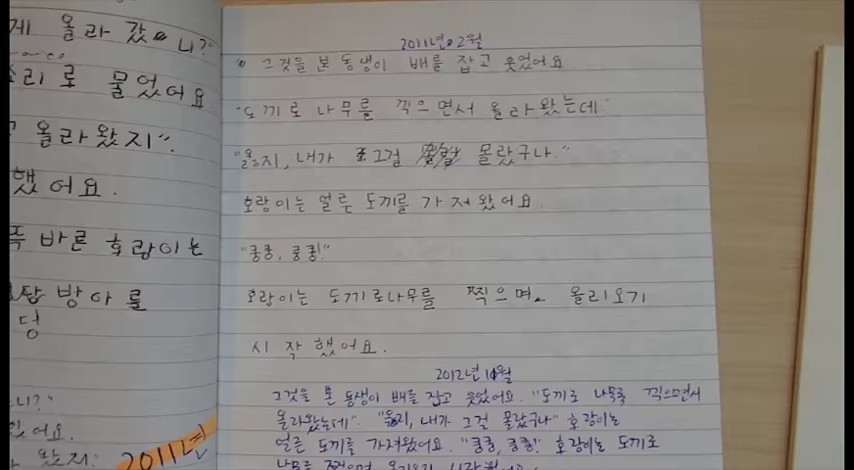 게 올라 갔니?
소리로 물었어요
올라 왔지".
했어요.
바른 호랑이는
방아를
덩
니?"
어요.
왔지.
2011년
2011년 02월
그것을 본 동생이 배를 잡고 웃었어요
"도끼로 나무를 찍으면서 올라왔는데"
"옳지, 내가 그걸 몰랐구나."
호랑이는 얼른 도끼를 가져왔어요.
"쿵쿵, 쿵쿵!"
호랑이는 도끼로나무를 찍으며 올리오기
시작했어요.
2012년 11월
그것을 본 동생이 배를 잡고 웃었어요. "도끼로 나무를 찍으면서
올라왔는데". 내가 그걸 몰랐구나" 호랑이는
얼른 도끼를 가져왔어요. "쿵쿵, 쿵쿵!" 호랑이는 도끼로